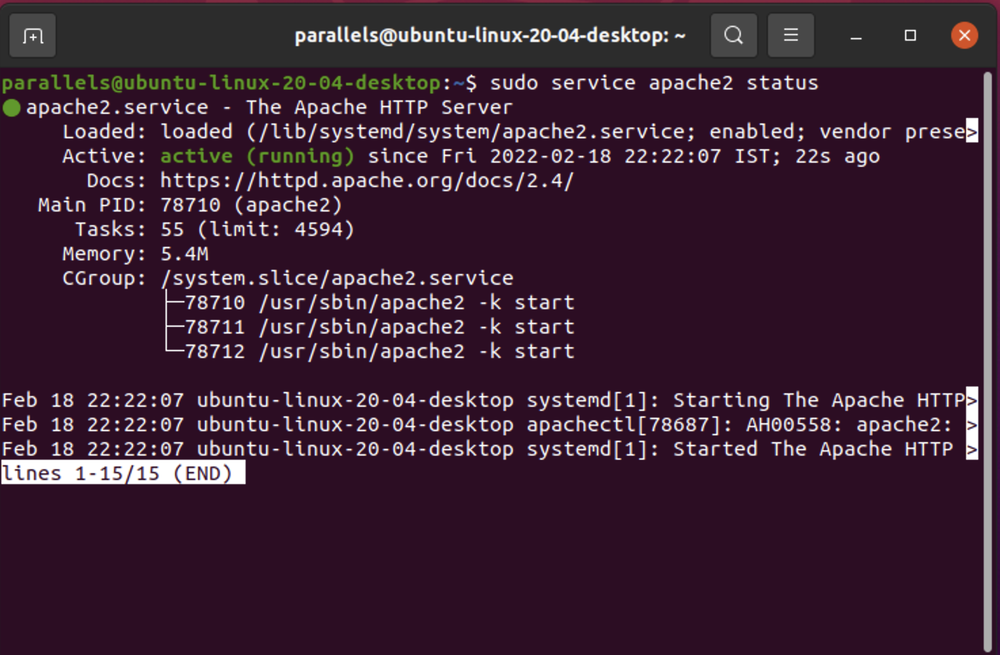 parallels@ubuntu-linux-20-04-desktop: ~
parallels@ubuntu-linux-20-04-desktop:~$ sudo service apache2 status
● apache2.service - The Apache HTTP Server
     Loaded: loaded (/lib/systemd/system/apache2.service; enabled; vendor prese>
     Active: active (running) since Fri 2022-02-18 22:22:07 IST; 22s ago
       Docs: https://httpd.apache.org/docs/2.4/
   Main PID: 78710 (apache2)
      Tasks: 55 (limit: 4594)
     Memory: 5.4M
     CGroup: /system.slice/apache2.service
             ├─78710 /usr/sbin/apache2 -k start
             ├─78711 /usr/sbin/apache2 -k start
             └─78712 /usr/sbin/apache2 -k start
Feb 18 22:22:07 ubuntu-linux-20-04-desktop systemd[1]: Starting The Apache HTTP>
Feb 18 22:22:07 ubuntu-linux-20-04-desktop apachectl[78687]: AH00558: apache2: >
Feb 18 22:22:07 ubuntu-linux-20-04-desktop systemd[1]: Started The Apache HTTP >
lines 1-15/15 (END)